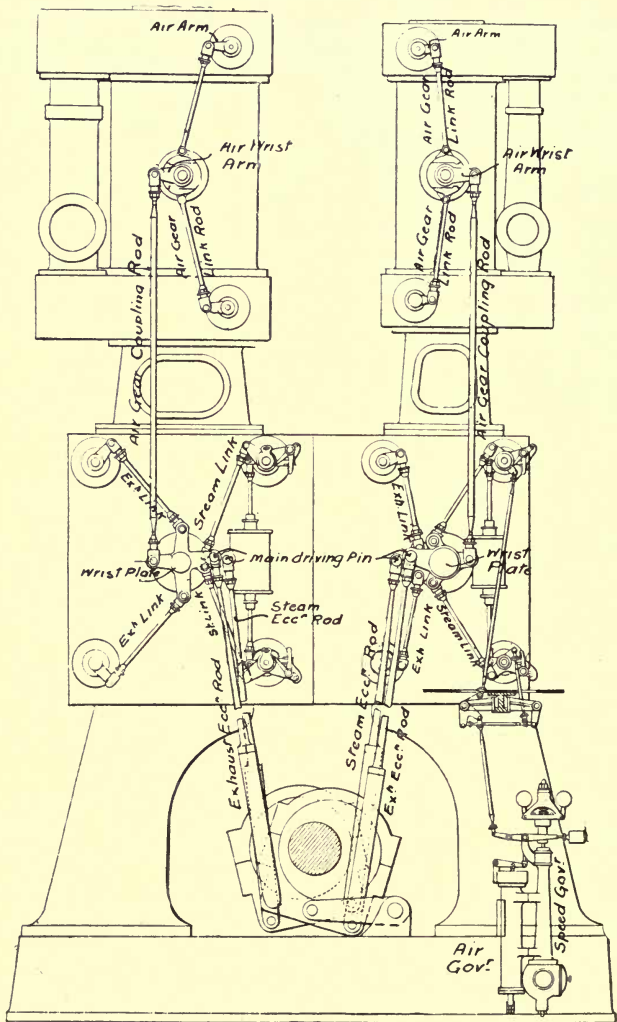 Air Arm
Air Arm
Air Gear
Link Rod
Air Wrist
Arm
Air Wrist
Arm
Air Gear
Link Rod
Air Gear
Link Rod
Air Gear Coupling Rod
Air Gear Coupling Rod
Exh Link
Steam Link
Exh Link
Wrist Plate
Main driving Pin
Wrist
Plate
Exh Link
St. Link
Steam
Ecc^r Rod
Exh Link
Steam Link
Exhaust Ecc^r Rod
Steam Ecc^r Rod
Exh Ecc^r Rod
Air
Gov^r.
Speed Gov^r.